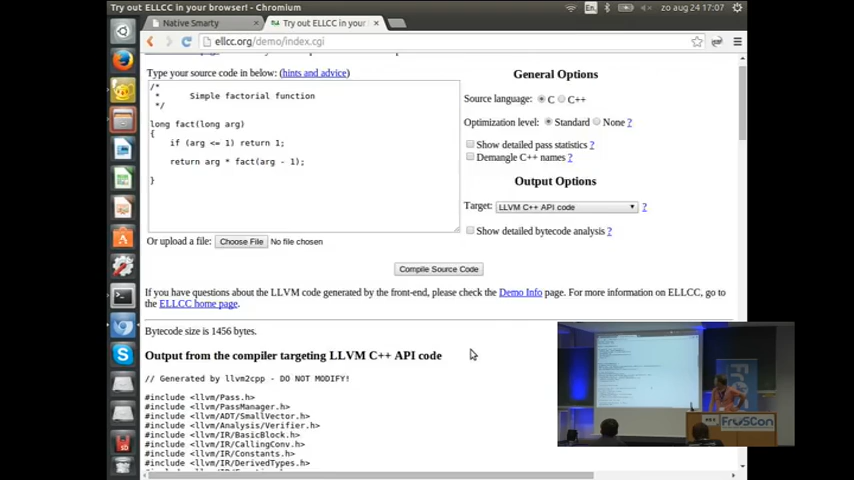 Try out ELLCC in your browser! - Chromium
En
zo aug 24 17:07
Native Smarty
×
Try out ELLCC in your
×
ellcc.org/demo/index.cgi
Type your source code in below: (hints and advice)
/*
*      Simple factorial function
*/
long fact(long arg)
{
if (arg <= 1) return 1;
return arg * fact(arg - 1);
}
Or upload a file: Choose File No file chosen
General Options
Source language: C C++
Optimization level: Standard None ?
Show detailed pass statistics ?
Demangle C++ names ?
Output Options
Target: LLVM C++ API code ?
Show detailed bytecode analysis ?
Compile Source Code
If you have questions about the LLVM code generated by the front-end, please check the Demo Info page. For more information on ELLCC, go to
the ELLCC home page.
Bytecode size is 1456 bytes.
Output from the compiler targeting LLVM C++ API code
// Generated by llvm2cpp - DO NOT MODIFY!
#include <llvm/Pass.h>
#include <llvm/PassManager.h>
#include <llvm/ADT/SmallVector.h>
#include <llvm/Analysis/Verifier.h>
#include <llvm/IR/BasicBlock.h>
#include <llvm/IR/CallingConv.h>
#include <llvm/IR/Constants.h>
#include <llvm/IR/DerivedTypes.h>
FrOSCon